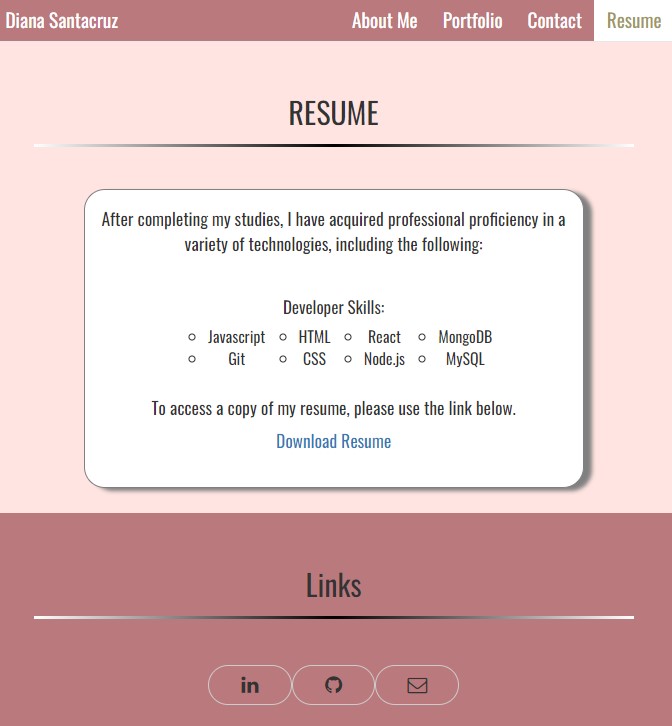 Diana Santacruz About Me Portfolio Contact Resume
RESUME
After completing my studies, I have acquired professional proficiency in a
variety of technologies, including the following:
Developer Skills:
Javascript HTML React MongoDB
Git CSS Node.js MySQL
To access a copy of my resume, please use the link below.
Download Resume
Links
in